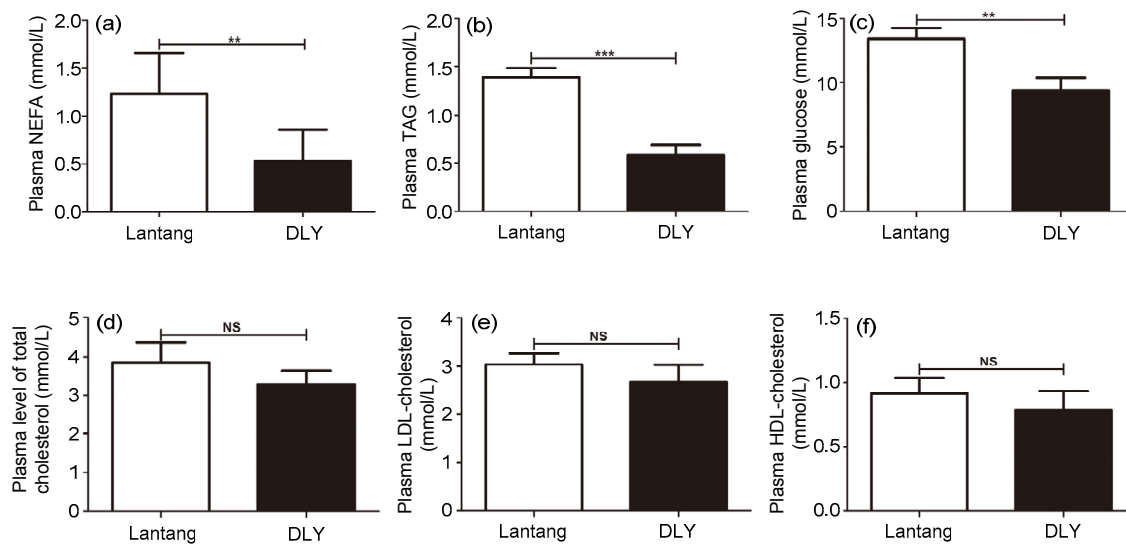 (a)
Plasma NEFA (mmol/L)
2.0
1.5
1.0
0.5
0.0
**
Lantang
DLY
(b)
Plasma TAG (mmol/L)
2.0
1.5
1.0
0.5
0.0
***
Lantang
DLY
(c)
Plasma glucose (mmol/L)
15
10
5
0
**
Lantang
DLY
(d)
Plasma level of total
cholesterol (mmol/L)
5
4
3
2
1
0
NS
Lantang
DLY
(e)
Plasma LDL-cholesterol
(mmol/L)
4
3
2
1
0
NS
Lantang
DLY
(f)
Plasma HDL-cholesterol
(mmol/L)
1.5
1.0
0.5
0.0
NS
Lantang
DLY